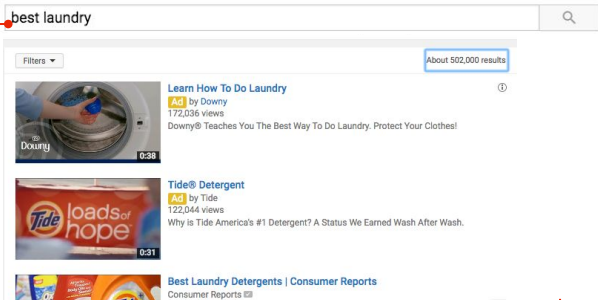 best laundry
Filters
About 502,000 results
Learn How To Do Laundry
Ad by Downy
172,036 views
Downy® Teaches You The Best Way To Do Laundry. Protect Your Clothes!
Downy
0:38
Tide® Detergent
Ad by Tide
122,044 views
Why is Tide America's #1 Detergent? A Status We Earned Wash After Wash.
Tide loads of
hope
0:31
Best Laundry Detergents | Consumer Reports
Consumer Reports